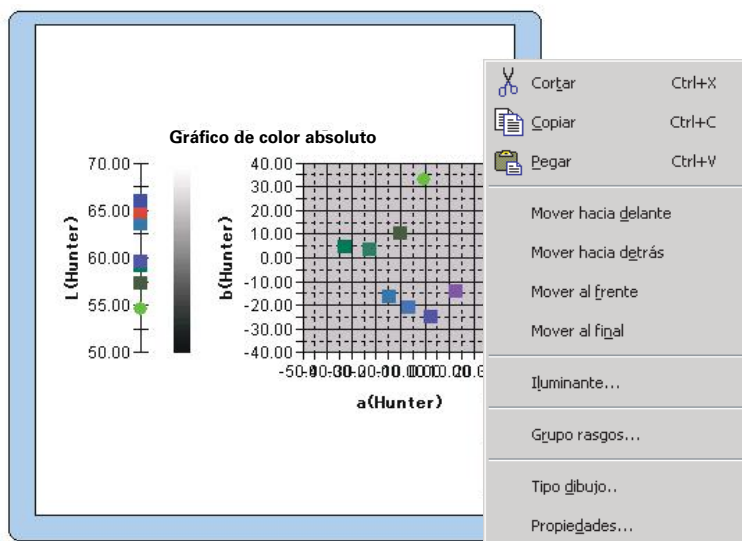 Gráfico de color absoluto
70.00
65.00
60.00
55.00
50.00
L(Hunter)
40.00
30.00
20.00
10.00
0.00
-10.00
-20.00
-30.00
-40.00
b(Hunter)
a(Hunter)
Cortar Ctrl+X
Copiar Ctrl+C
Pegar Ctrl+V
Mover hacia delante
Mover hacia detrás
Mover al frente
Mover al final
Iluminante...
Grupo rasgos...
Tipo dibujo..
Propiedades...